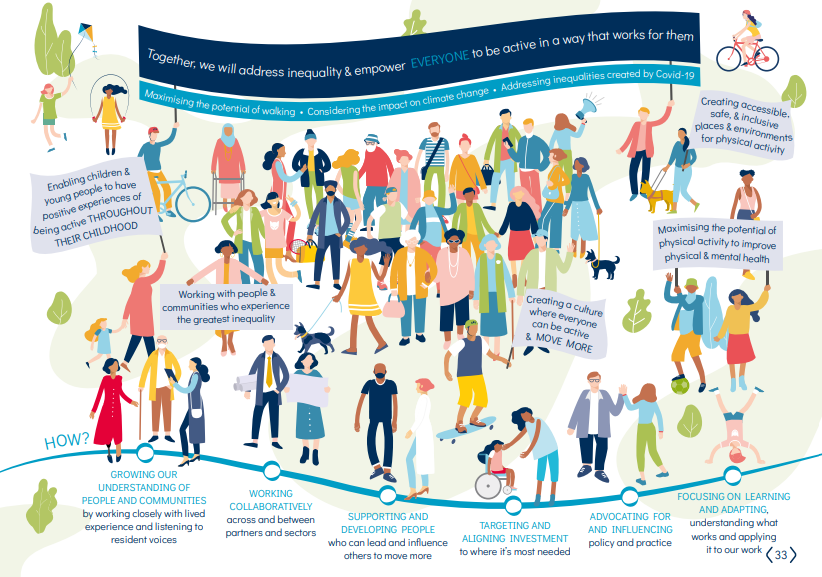 Together, we will address inequality & empower EVERYONE to be active in a way that works for them
Maximising the potential of walking • Considering the impact on climate change • Addressing inequalities created by Covid-19
Creating accessible,
safe, & inclusive
places & environments
for physical activity
Enabling children &
young people to have
positive experiences of
being active THROUGHOUT
THEIR CHILDHOOD
Maximising the potential of
physical activity to improve
physical & mental health
Working with people &
communities who experience
the greatest inequality
Creating a culture
where everyone
can be active
& MOVE MORE
HOW?
GROWING OUR
UNDERSTANDING OF
PEOPLE AND COMMUNITIES
by working closely with lived
experience and listening to
resident voices
WORKING
COLLABORATIVELY
across and between
partners and sectors
SUPPORTING AND
DEVELOPING PEOPLE
who can lead and influence
others to move more
TARGETING AND
ALIGNING INVESTMENT
to where it's most needed
ADVOCATING FOR
AND INFLUENCING
policy and practice
FOCUSING ON LEARNING
AND ADAPTING,
understanding what
works and applying
it to our work
33